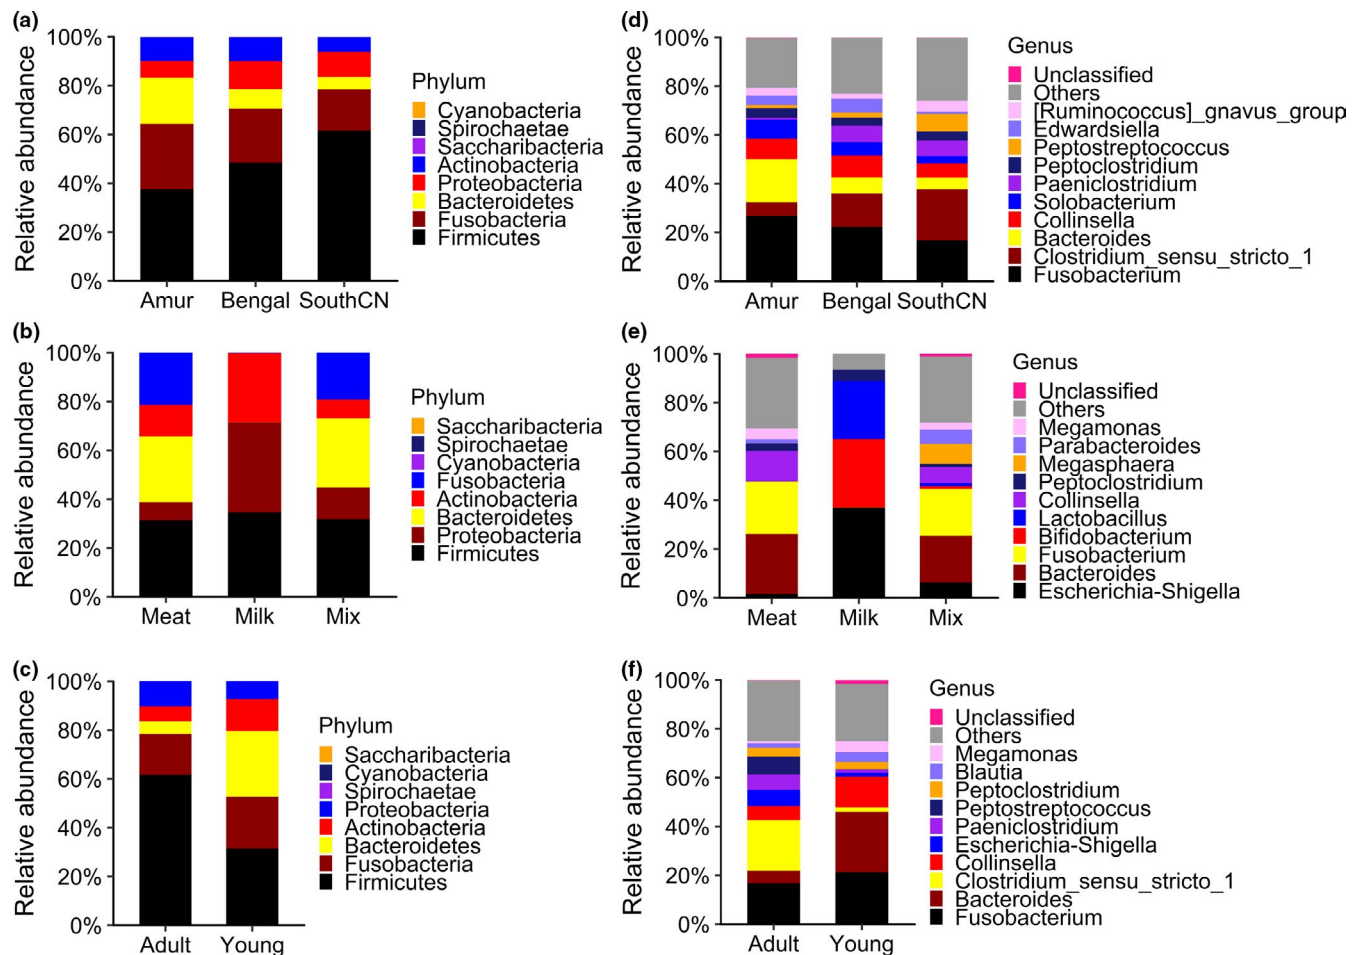 (a)
Relative abundance
100%
80%
60%
40%
20%
0%
Amur Bengal SouthCN
Phylum
Cyanobacteria
Spirochaetae
Saccharibacteria
Actinobacteria
Proteobacteria
Bacteroidetes
Fusobacteria
Firmicutes
(d)
Relative abundance
100%
80%
60%
40%
20%
0%
Amur Bengal SouthCN
Genus
Unclassified
Others
[Ruminococcus]_gnavus_group
Edwardsiella
Peptostreptococcus
Peptoclostridium
Paeniclostridium
Solobacterium
Collinsella
Bacteroides
Clostridium_sensu_stricto_1
Fusobacterium
(b)
Relative abundance
100%
80%
60%
40%
20%
0%
Meat Milk Mix
Phylum
Saccharibacteria
Spirochaetae
Cyanobacteria
Fusobacteria
Actinobacteria
Bacteroidetes
Proteobacteria
Firmicutes
(e)
Relative abundance
100%
80%
60%
40%
20%
0%
Meat Milk Mix
Genus
Unclassified
Others
Megamonas
Parabacteroides
Megasphaera
Peptoclostridium
Collinsella
Lactobacillus
Bifidobacterium
Fusobacterium
Bacteroides
Escherichia-Shigella
(c)
Relative abundance
100%
80%
60%
40%
20%
0%
Adult Young
Phylum
Saccharibacteria
Cyanobacteria
Spirochaetae
Proteobacteria
Actinobacteria
Bacteroidetes
Fusobacteria
Firmicutes
(f)
Relative abundance
100%
80%
60%
40%
20%
0%
Adult Young
Genus
Unclassified
Others
Megamonas
Blautia
Peptoclostridium
Peptostreptococcus
Paeniclostridium
Escherichia-Shigella
Collinsella
Clostridium_sensu_stricto_1
Bacteroides
Fusobacterium